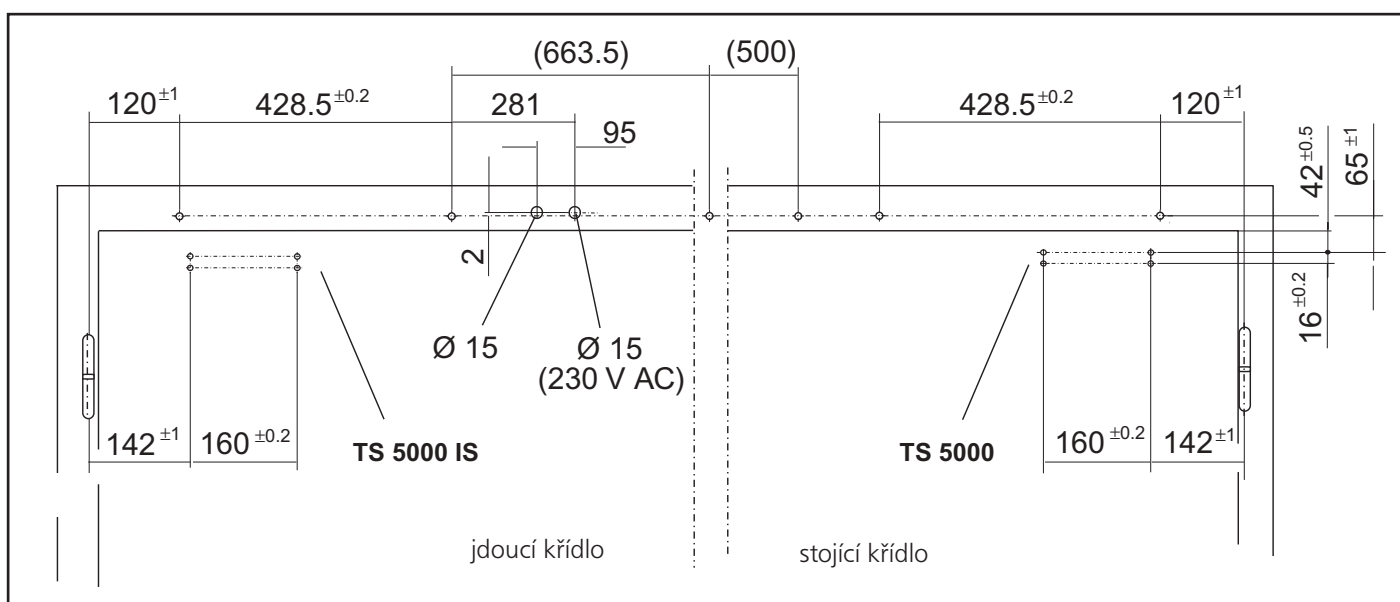 (663.5) (500)
120±1 428.5±0.2 281 428.5±0.2 120±1
95
42±0.5
65±1
2
16±0.2
Ø 15 Ø 15
(230 V AC)
142±1 160±0.2 TS 5000 IS TS 5000 160±0.2 142±1
jdoucí křídlo stojící křídlo